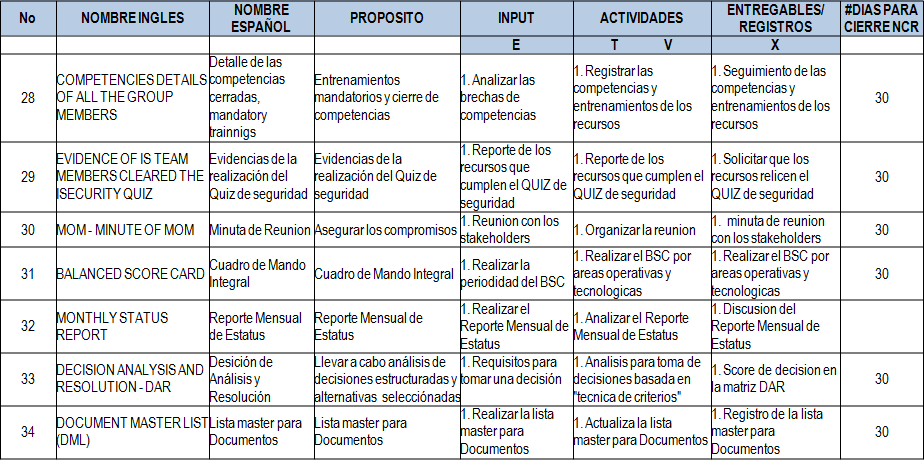 No NOMBRE INGLES NOMBRE ESPAÑOL PROPOSITO INPUT ACTIVIDADES ENTREGABLES/ REGISTROS #DIAS PARA CIERRE NCR
E T V X
28
COMPETENCIES DETAILS
OF ALL THE GROUP
MEMBERS
Detalle de las
competencias
cerradas,
mandatory
trainnigs
Entrenamientos
mandatorios y cierre de
competencias
1. Analizar las
brechas de
competencias
1. Registrar las
competencias y
entrenamientos de los
recursos
1. Seguimiento de las
competencias y
entrenamientos de los
recursos
30
29
EVIDENCE OF IS TEAM
MEMBERS CLEARED THE
ISECURITY QUIZ
Evidencias de la
realización del
Quiz de seguridad
Evidencias de la
realización del Quiz de
seguridad
1. Reporte de los
recursos que
cumplen el QUIZ de
seguridad
1. Reporte de los
recursos que cumplen el
QUIZ de seguridad
1. Solicitar que los
recursos relicen el
QUIZ de seguridad
30
30
MOM - MINUTE OF MOM
Minuta de Reunion
Asegurar los compromisos
1. Reunion con los
stakeholders
1. Organizar la reunion
1. minuta de reunion
con los stakeholders
30
31
BALANCED SCORE CARD
Cuadro de Mando
Integral
Cuadro de Mando Integral
1. Realizar la
periodidad del BSC
1. Realizar el BSC por
areas operativas y
tecnologicas
1. Realizar el BSC por
areas operativas y
tecnologicas
30
32
MONTHLY STATUS
REPORT
Reporte Mensual
de Estatus
Reporte Mensual de
Estatus
1. Realizar el
Reporte Mensual de
Estatus
1. Analizar el Reporte
Mensual de Estatus
1. Discusion del
Reporte Mensual de
Estatus
33
DECISION ANALYSIS AND
RESOLUTION - DAR
Desición de
Análisis y
Resolución
Llevar a cabo análisis de
decisiones estructuradas y
alternativas selecciónadas
1. Requisitos para
tomar una decisión
1. Analisis para toma de
decisiones basada en
"tecnica de criterios"
1. Score de decision en
la matriz DAR
30
34
DOCUMENT MASTER LIST
(DML)
Lista master para
Documentos
Lista master para
Documentos
1. Realizar la lista
master para
Documentos
1. Actualiza la lista
master para Documentos
1. Registro de la lista
master para
Documentos
30